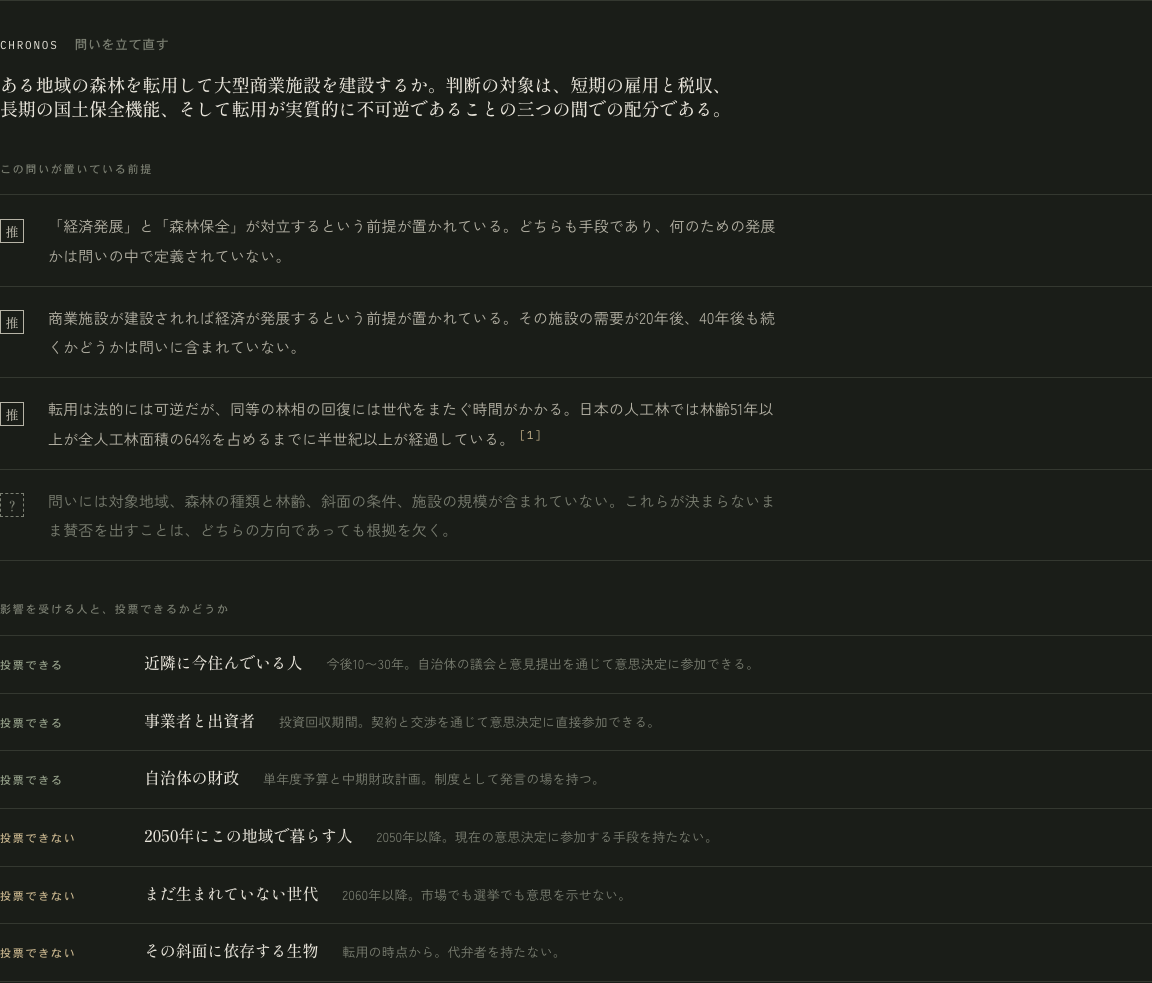 CHRONOS 問いを立て直す
ある地域の森林を転用して大型商業施設を建設するか。判断の対象は、短期の雇用と税収、
長期の国土保全機能、そして転用が実質的に不可逆であることの三つの間での配分である。
この問いが置いている前提
推 「経済発展」と「森林保全」が対立するという前提が置かれている。どちらも手段であり、何のための発展
かは問いの中で定義されていない。
推 商業施設が建設されれば経済が発展するという前提が置かれている。その施設の需要が20年後、40年後も続
くかどうかは問いに含まれていない。
推 転用は法的には可逆だが、同等の林相の回復には世代をまたぐ時間がかかる。日本の人工林では林齢51年以
上が全人工林面積の64%を占めるまでに半世紀以上が経過している。 [1]
? 問いには対象地域、森林の種類と林齢、斜面の条件、施設の規模が含まれていない。これらが決まらないま
ま賛否を出すことは、どちらの方向であっても根拠を欠く。
影響を受ける人と、投票できるかどうか
投票できる 近隣に今住んでいる人 今後10〜30年。自治体の議会と意見提出を通じて意思決定に参加できる。
投票できる 事業者と出資者 投資回収期間。契約と交渉を通じて意思決定に直接参加できる。
投票できる 自治体の財政 単年度予算と中期財政計画。制度として発言の場を持つ。
投票できない 2050年にこの地域で暮らす人 2050年以降。現在の意思決定に参加する手段を持たない。
投票できない まだ生まれていない世代 2060年以降。市場でも選挙でも意思を示せない。
投票できない その斜面に依存する生物 転用の時点から。代弁者を持たない。